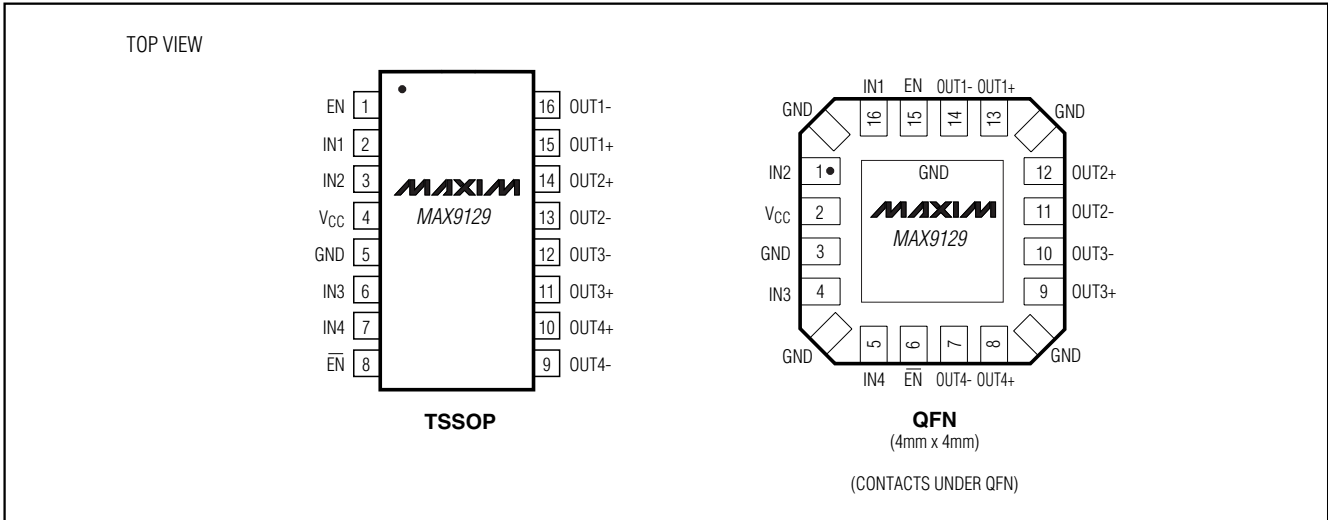 TOP VIEW
EN 1
IN1 2
IN2 3
VCC 4
GND 5
IN3 6
IN4 7
E̅N̅ 8
MAXIM
MAX9129
16 OUT1-
15 OUT1+
14 OUT2+
13 OUT2-
12 OUT3-
11 OUT3+
10 OUT4+
9 OUT4-
TSSOP
IN1 EN OUT1- OUT1+
GND 16 15 14 13 GND
IN2 1
VCC 2
GND 3
IN3 4
GND
MAXIM
MAX9129
12 OUT2+
11 OUT2-
10 OUT3-
9 OUT3+
GND 5 6 7 8 GND
IN4 E̅N̅ OUT4- OUT4+
QFN
(4mm x 4mm)
(CONTACTS UNDER QFN)